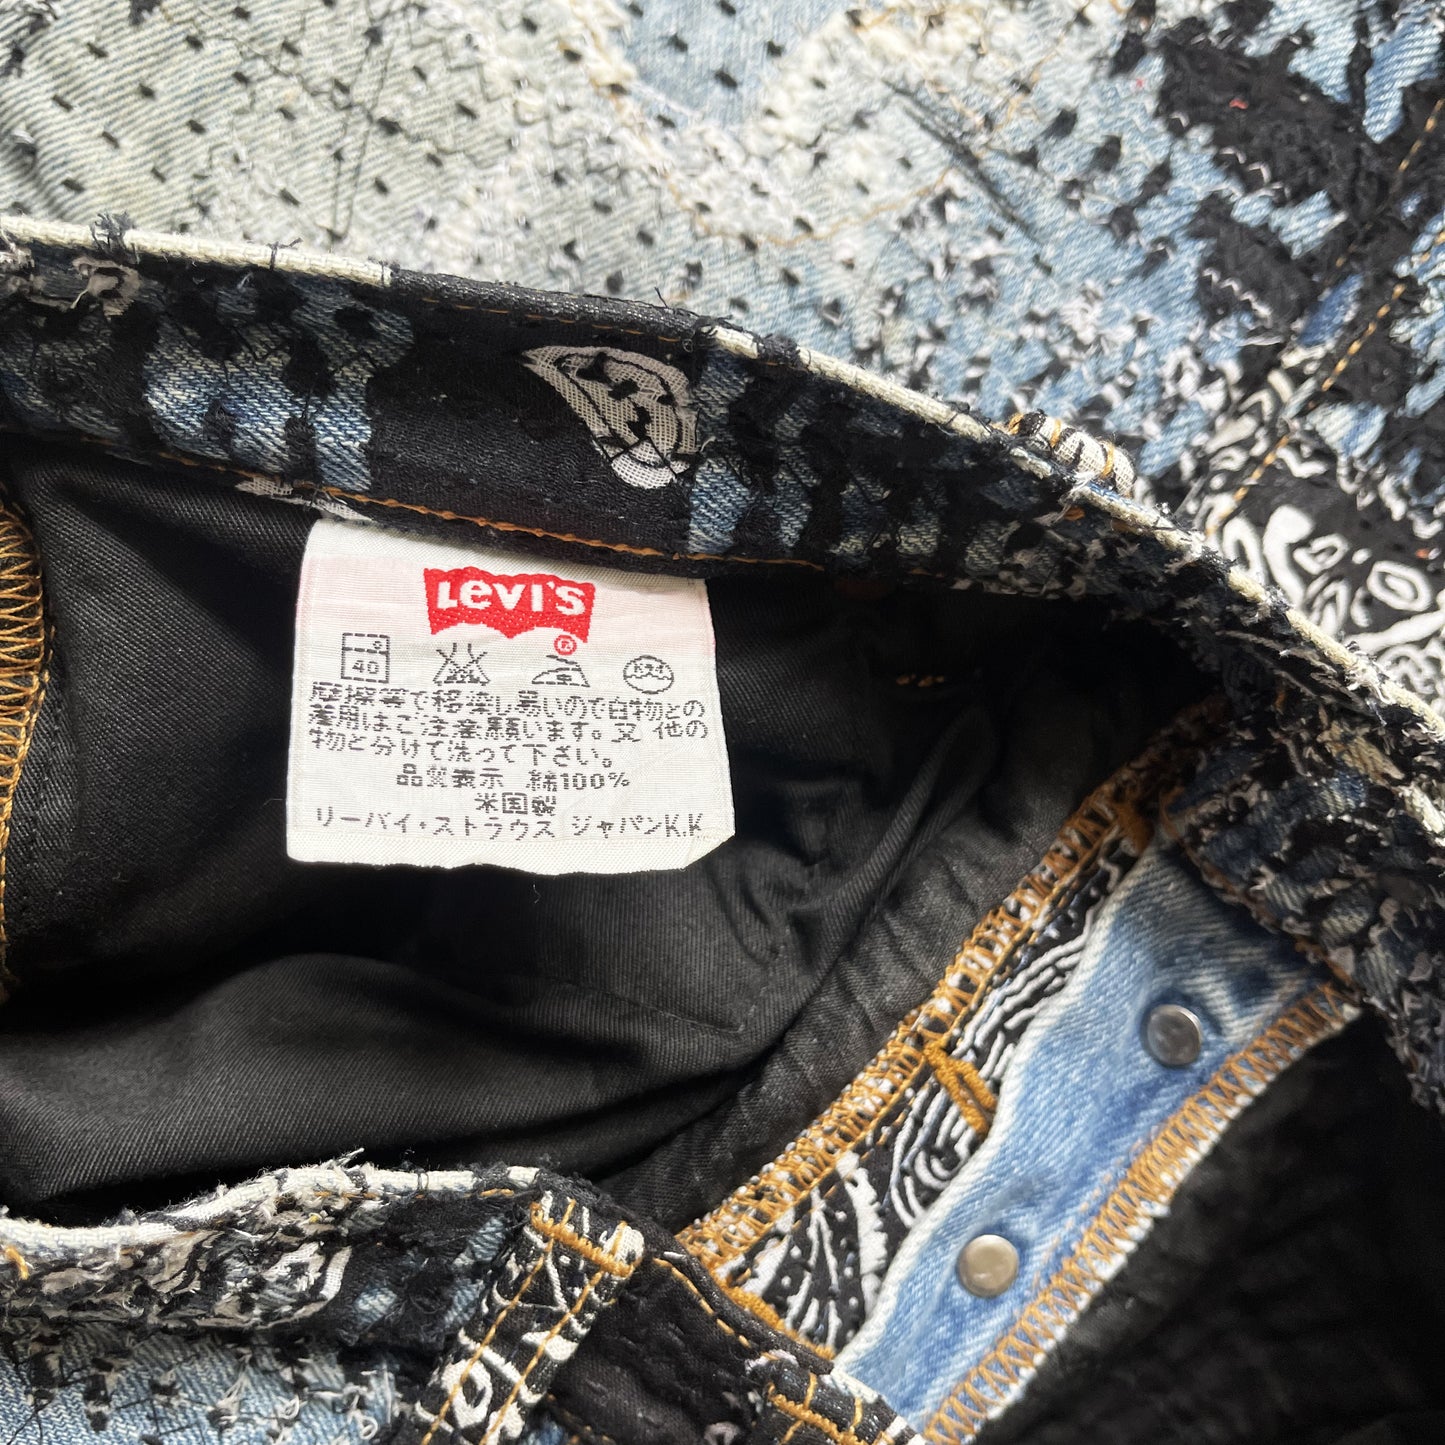 LEVI'S
®
40
摩擦等で移染し易いので白物との
着用はご注意願います。又 他の
物と分けて洗って下さい。
品質表示 綿100%
米国製
リーバイ・ストラウス ジャパンK.K